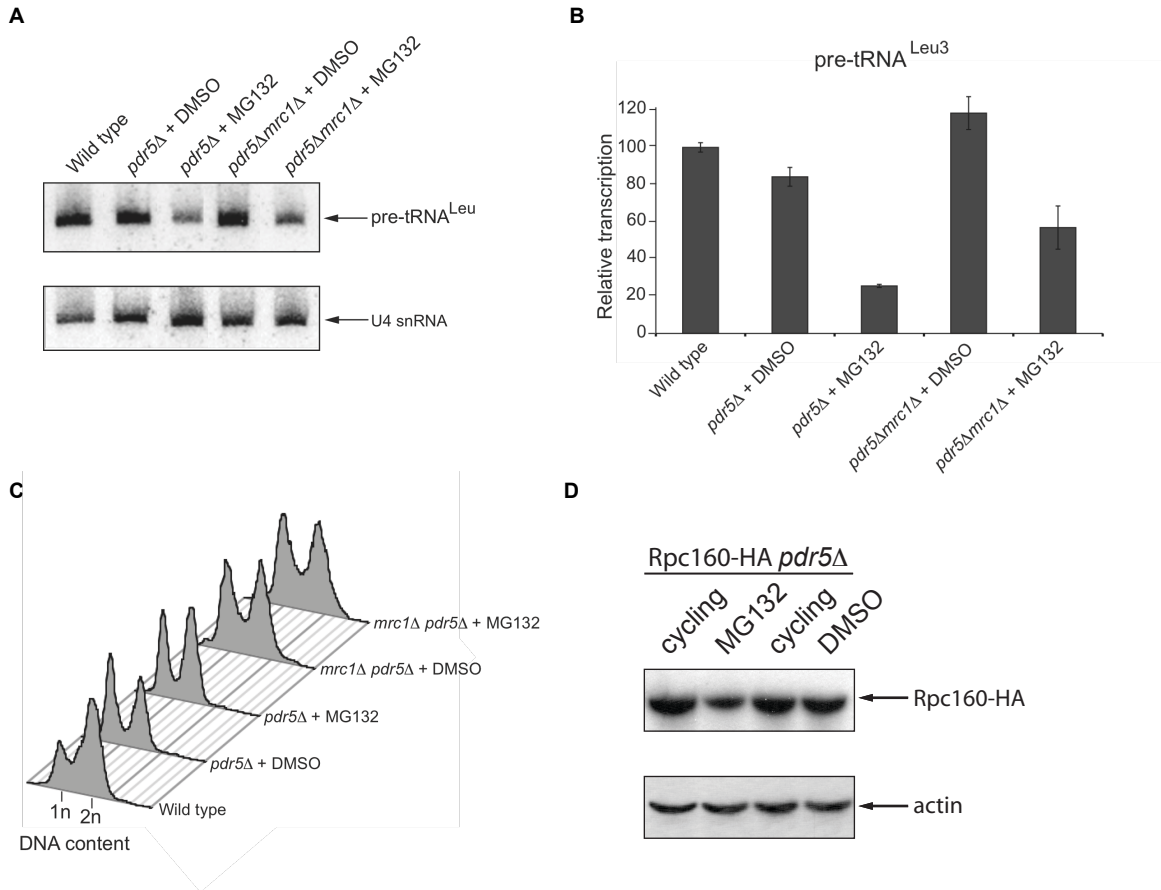 A
Wild type
pdr5Δ + DMSO
pdr5Δ + MG132
pdr5Δmrc1Δ + DMSO
pdr5Δmrc1Δ + MG132
pre-tRNA Leu
U4 snRNA
B
pre-tRNA Leu3
Relative transcription
120
100
80
60
40
20
0
Wild type
pdr5Δ + DMSO
pdr5Δ + MG132
pdr5Δmrc1Δ + DMSO
pdr5Δmrc1Δ + MG132
C
mrc1Δ pdr5Δ + MG132
mrc1Δ pdr5Δ + DMSO
pdr5Δ + MG132
pdr5Δ + DMSO
Wild type
1n 2n
DNA content
D
Rpc160-HA pdr5Δ
cycling
MG132
cycling
DMSO
Rpc160-HA
actin